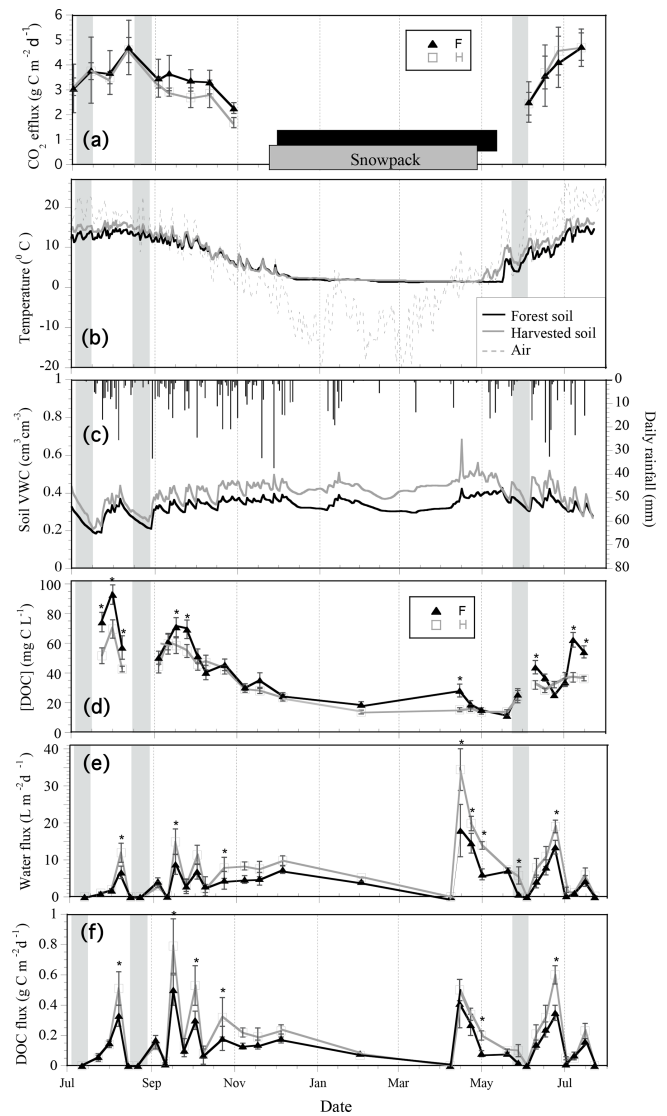 6
5
4
3
2
1
0
CO2 efflux (g C m-2 d-1)
F
H
(a)
Snowpack
20
10
0
-10
-20
Temperature (0 C)
(b)
Forest soil
Harvested soil
Air
1
0.8
0.6
0.4
0.2
0
Soil VWC (cm3 cm-3)
(c)
0
10
20
30
40
50
60
70
80
Daily rainfall (mm)
100
80
60
40
20
0
[DOC] (mg C L-1)
* * *
* *
*
* *
*
F
H
(d)
40
30
20
10
0
Water flux (L m-2d-1)
(e)
* * * * * * * *
1
0.8
0.6
0.4
0.2
0
DOC flux (g C m-2d-1)
(f)
* * * * * *
Jul Sep Nov Jan Mar May Jul
Date